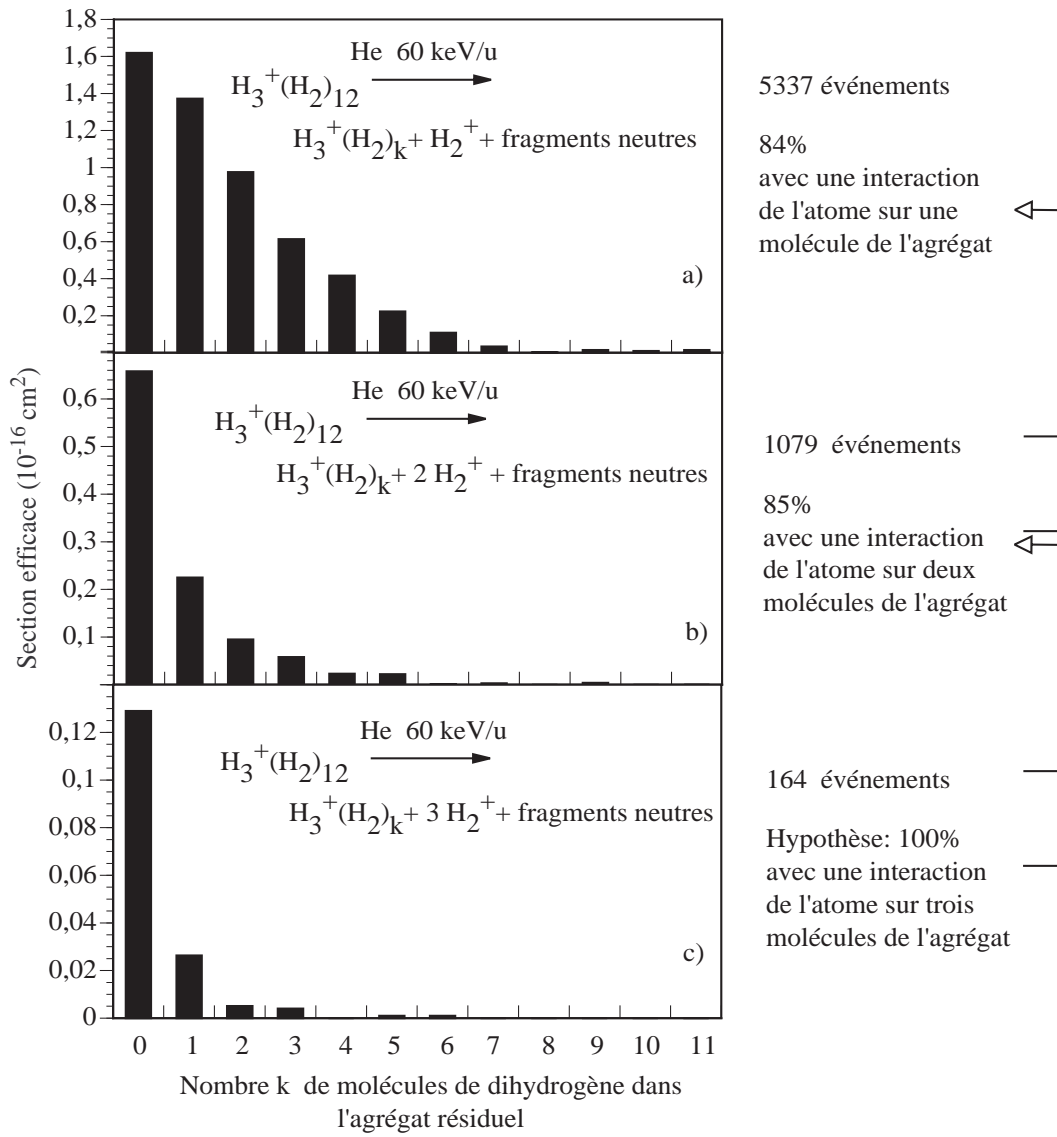 1,8
1,6
1,4
1,2
1
0,8
0,6
0,4
0,2
He 60 keV/u
H3+(H2)12
H3+(H2)k + H2+ + fragments neutres
a)
5337 événements
84%
avec une interaction
de l'atome sur une
molécule de l'agrégat
Section efficace (10-16 cm2)
0,6
0,5
0,4
0,3
0,2
0,1
He 60 keV/u
H3+(H2)12
H3+(H2)k + 2 H2+ + fragments neutres
b)
1079 événements
85%
avec une interaction
de l'atome sur deux
molécules de l'agrégat
0,12
0,1
0,08
0,06
0,04
0,02
0
He 60 keV/u
H3+(H2)12
H3+(H2)k + 3 H2+ + fragments neutres
c)
164 événements
Hypothèse: 100%
avec une interaction
de l'atome sur trois
molécules de l'agrégat
0 1 2 3 4 5 6 7 8 9 10 11
Nombre k de molécules de dihydrogène dans
l'agrégat résiduel